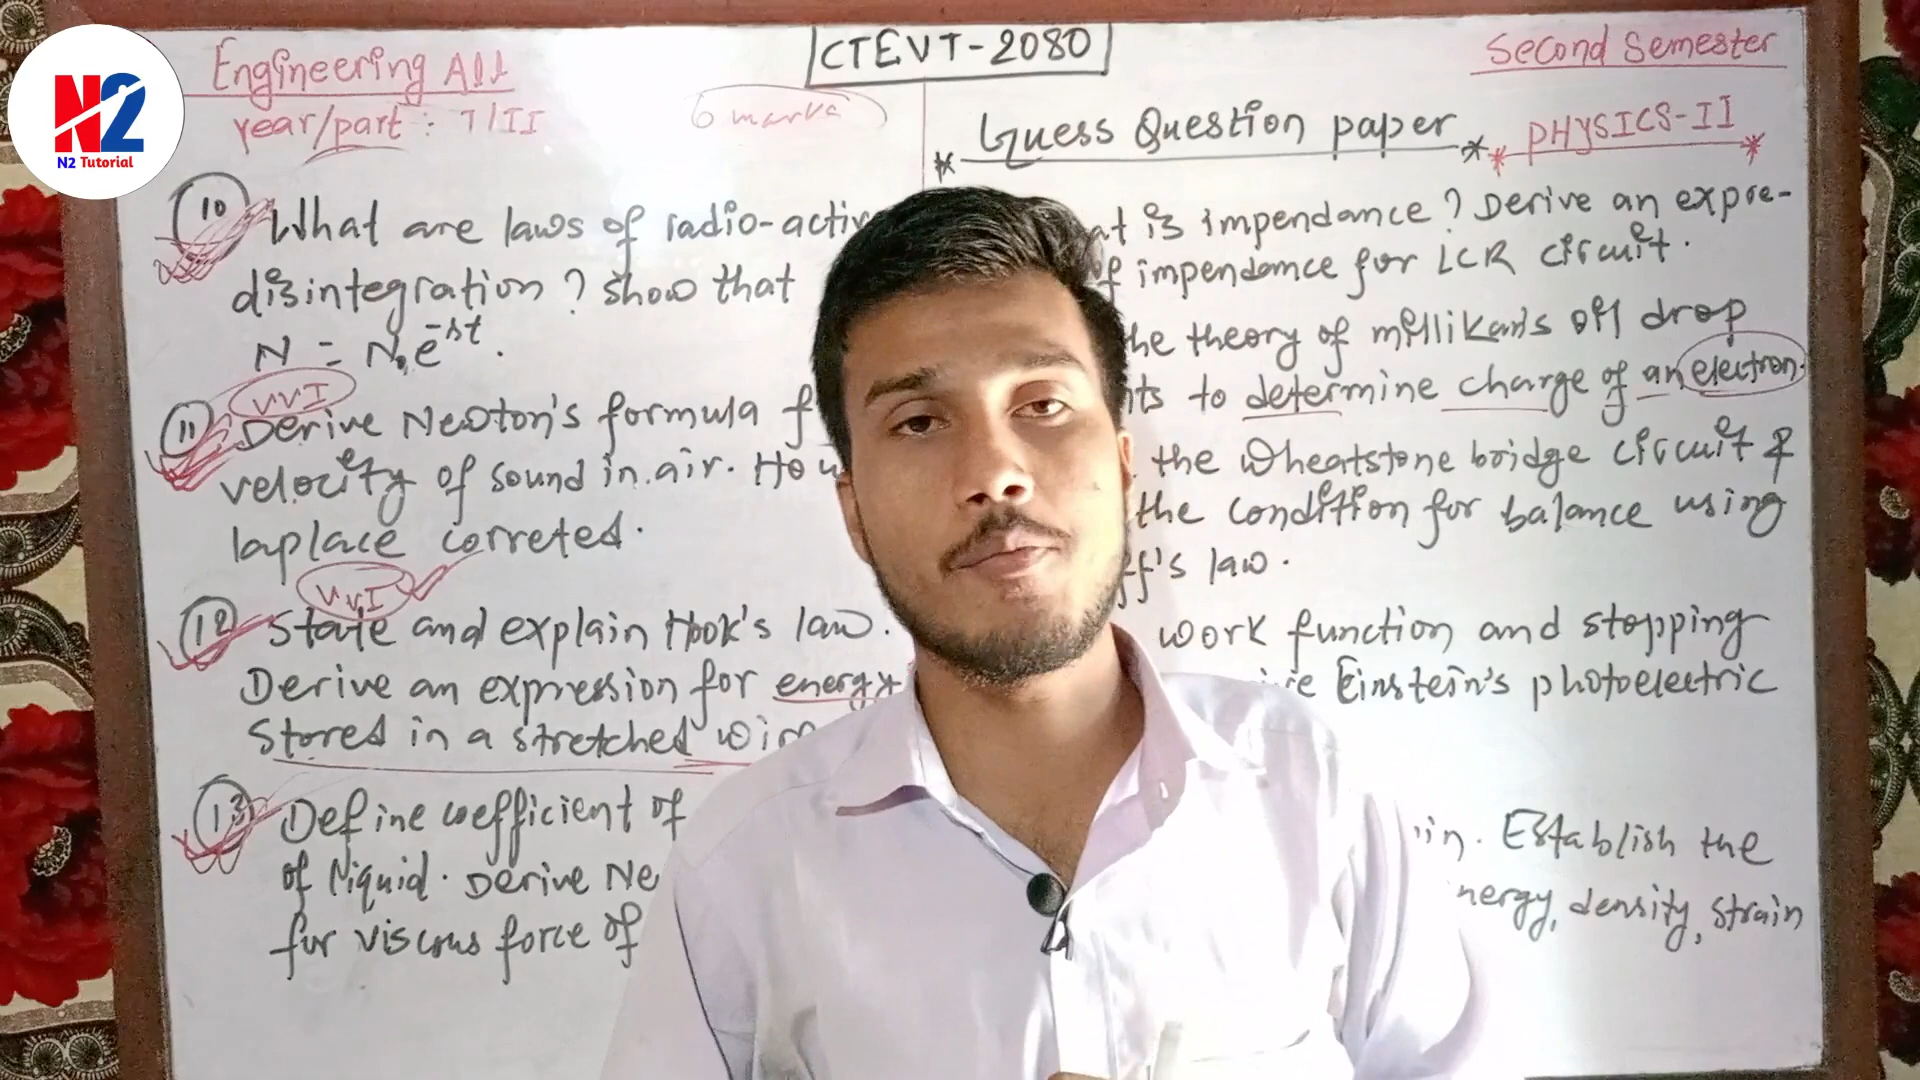 N2
N2 Tutorial
Engineering All
year/part: I/II
6 marks
CTEVT-2080
Second Semester
* Guess Question paper *
* PHYSICS-II *
10 What are laws of radio-activ
disintegration? show that
N = N₀e^-λt.
VVI
11 Derive Newton's formula f
velocity of sound in air. How
laplace correted.
VVI
12 State and explain Hook's law.
Derive an expression for energy
Stored in a stretched wire
13 Define coefficient of
of liquid. Derive Ne
for viscous force of
at is impendance? Derive an expre-
of impendance for LCR circuit.
he theory of millikan's oil drop
ts to determine charge of an electron.
the wheatstone bridge circuit &
the condition for balance using
ff's law.
work function and stopping
Einstein's photoelectric
in. Establish the
nergy, density, strain